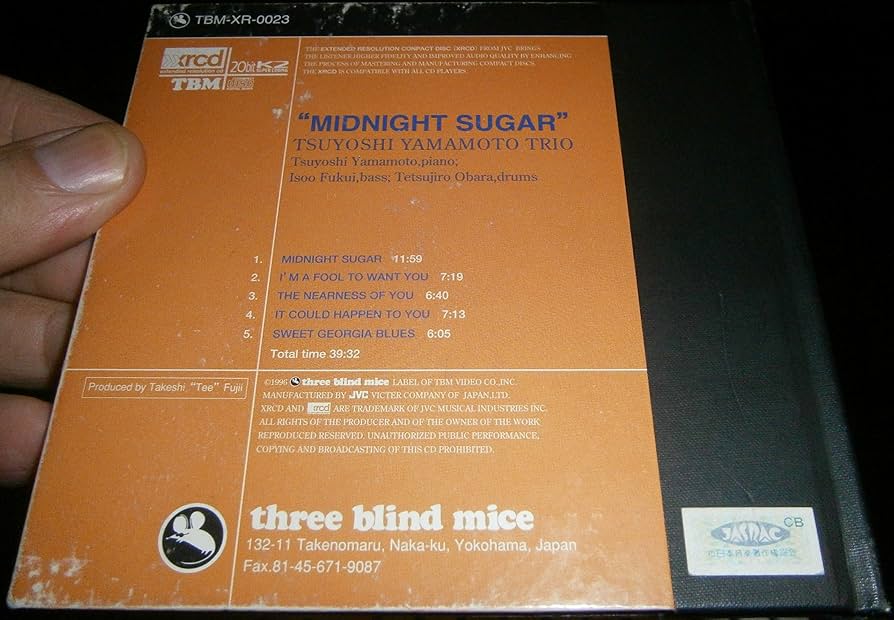 TBM-XR-0023
xrcd
extended resolution cd
20bit K2
SUPER CODING
TBM
THE EXTENDED RESOLUTION COMPACT DISC (XRCD) FROM JVC BRINGS
THE LISTENER HIGHER FIDELITY AND IMPROVED AUDIO QUALITY BY ENHANCING
THE PROCESS OF MASTERING AND MANUFACTURING COMPACT DISCS.
THE XRCD IS COMPATIBLE WITH ALL CD PLAYERS.
"MIDNIGHT SUGAR"
TSUYOSHI YAMAMOTO TRIO
Tsuyoshi Yamamoto,piano;
Isoo Fukui,bass; Tetsujiro Obara,drums
1. MIDNIGHT SUGAR 11:59
2. I'M A FOOL TO WANT YOU 7:19
3. THE NEARNESS OF YOU 6:40
4. IT COULD HAPPEN TO YOU 7:13
5. SWEET GEORGIA BLUES 6:05
Total time 39:32
Produced by Takeshi "Tee" Fujii
©1996 three blind mice LABEL OF TBM VIDEO CO.,INC.
MANUFACTURED BY JVC VICTER COMPANY OF JAPAN,LTD.
XRCD AND xrcd ARE TRADEMARK OF JVC MUSICAL INDUSTRIES INC.
ALL RIGHTS OF THE PRODUCER AND OF THE OWNER OF THE WORK
REPRODUCED RESERVED. UNAUTHORIZED PUBLIC PERFORMANCE,
COPYING AND BROADCASTING OF THIS CD PROHIBITED.
three blind mice
132-11 Takenomaru, Naka-ku, Yokohama, Japan
Fax.81-45-671-9087
CB
JASRAC